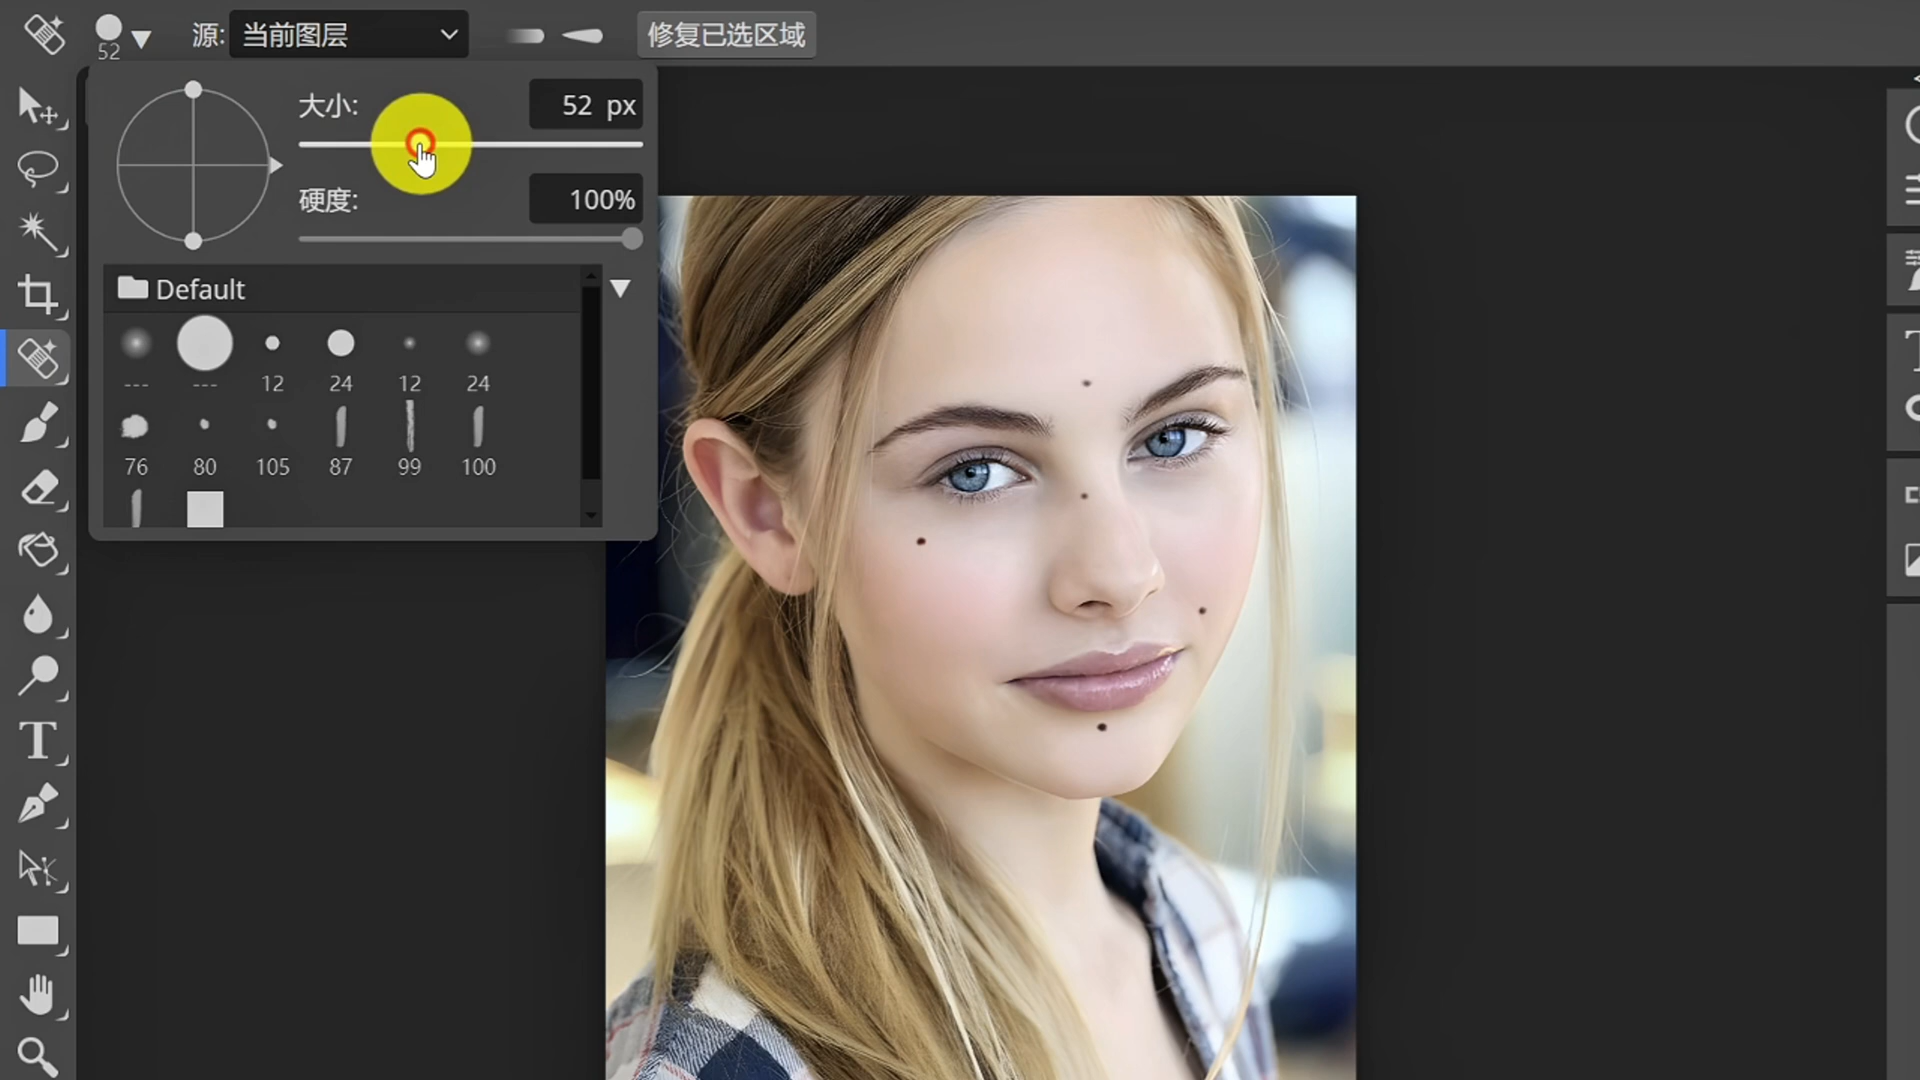 52
源: 当前图层
修复已选区域
大小: 52 px
硬度: 100%
Default
--- --- 12 24 12 24
76 80 105 87 99 100
T